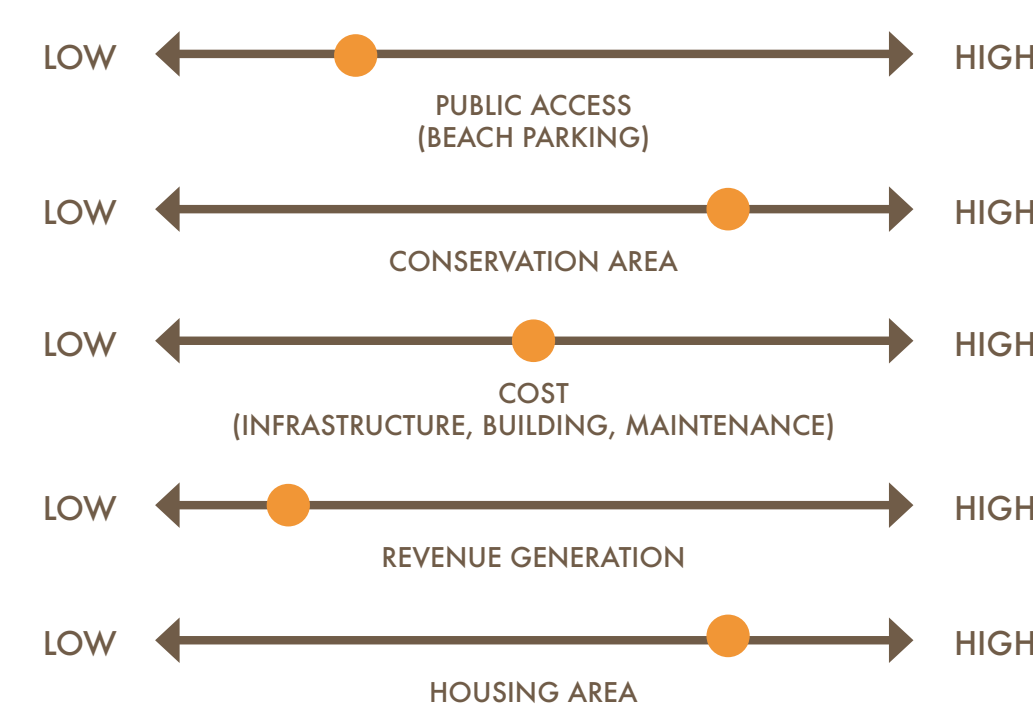 LOW HIGH
PUBLIC ACCESS
(BEACH PARKING)
LOW HIGH
CONSERVATION AREA
LOW HIGH
COST
(INFRASTRUCTURE, BUILDING, MAINTENANCE)
LOW HIGH
REVENUE GENERATION
LOW HIGH
HOUSING AREA